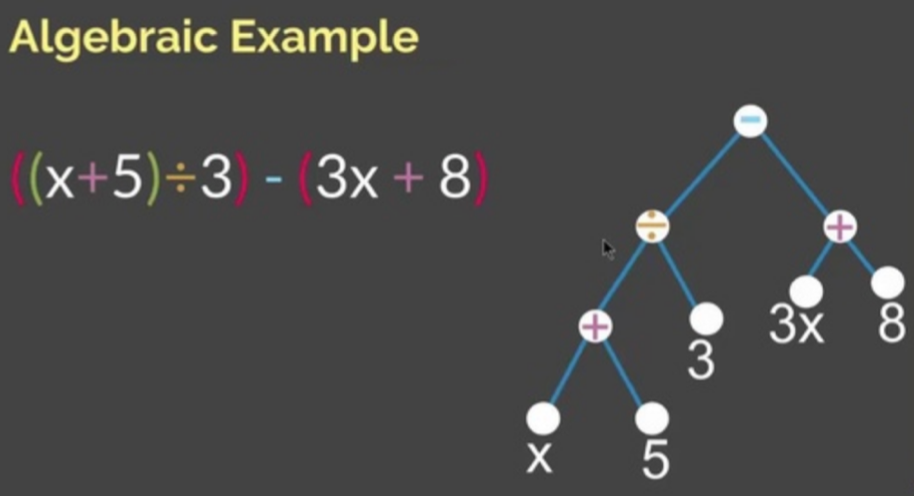 Algebraic Example
((x+5)÷3) - (3x + 8)
-
÷
+
+
3x
8
3
x
5